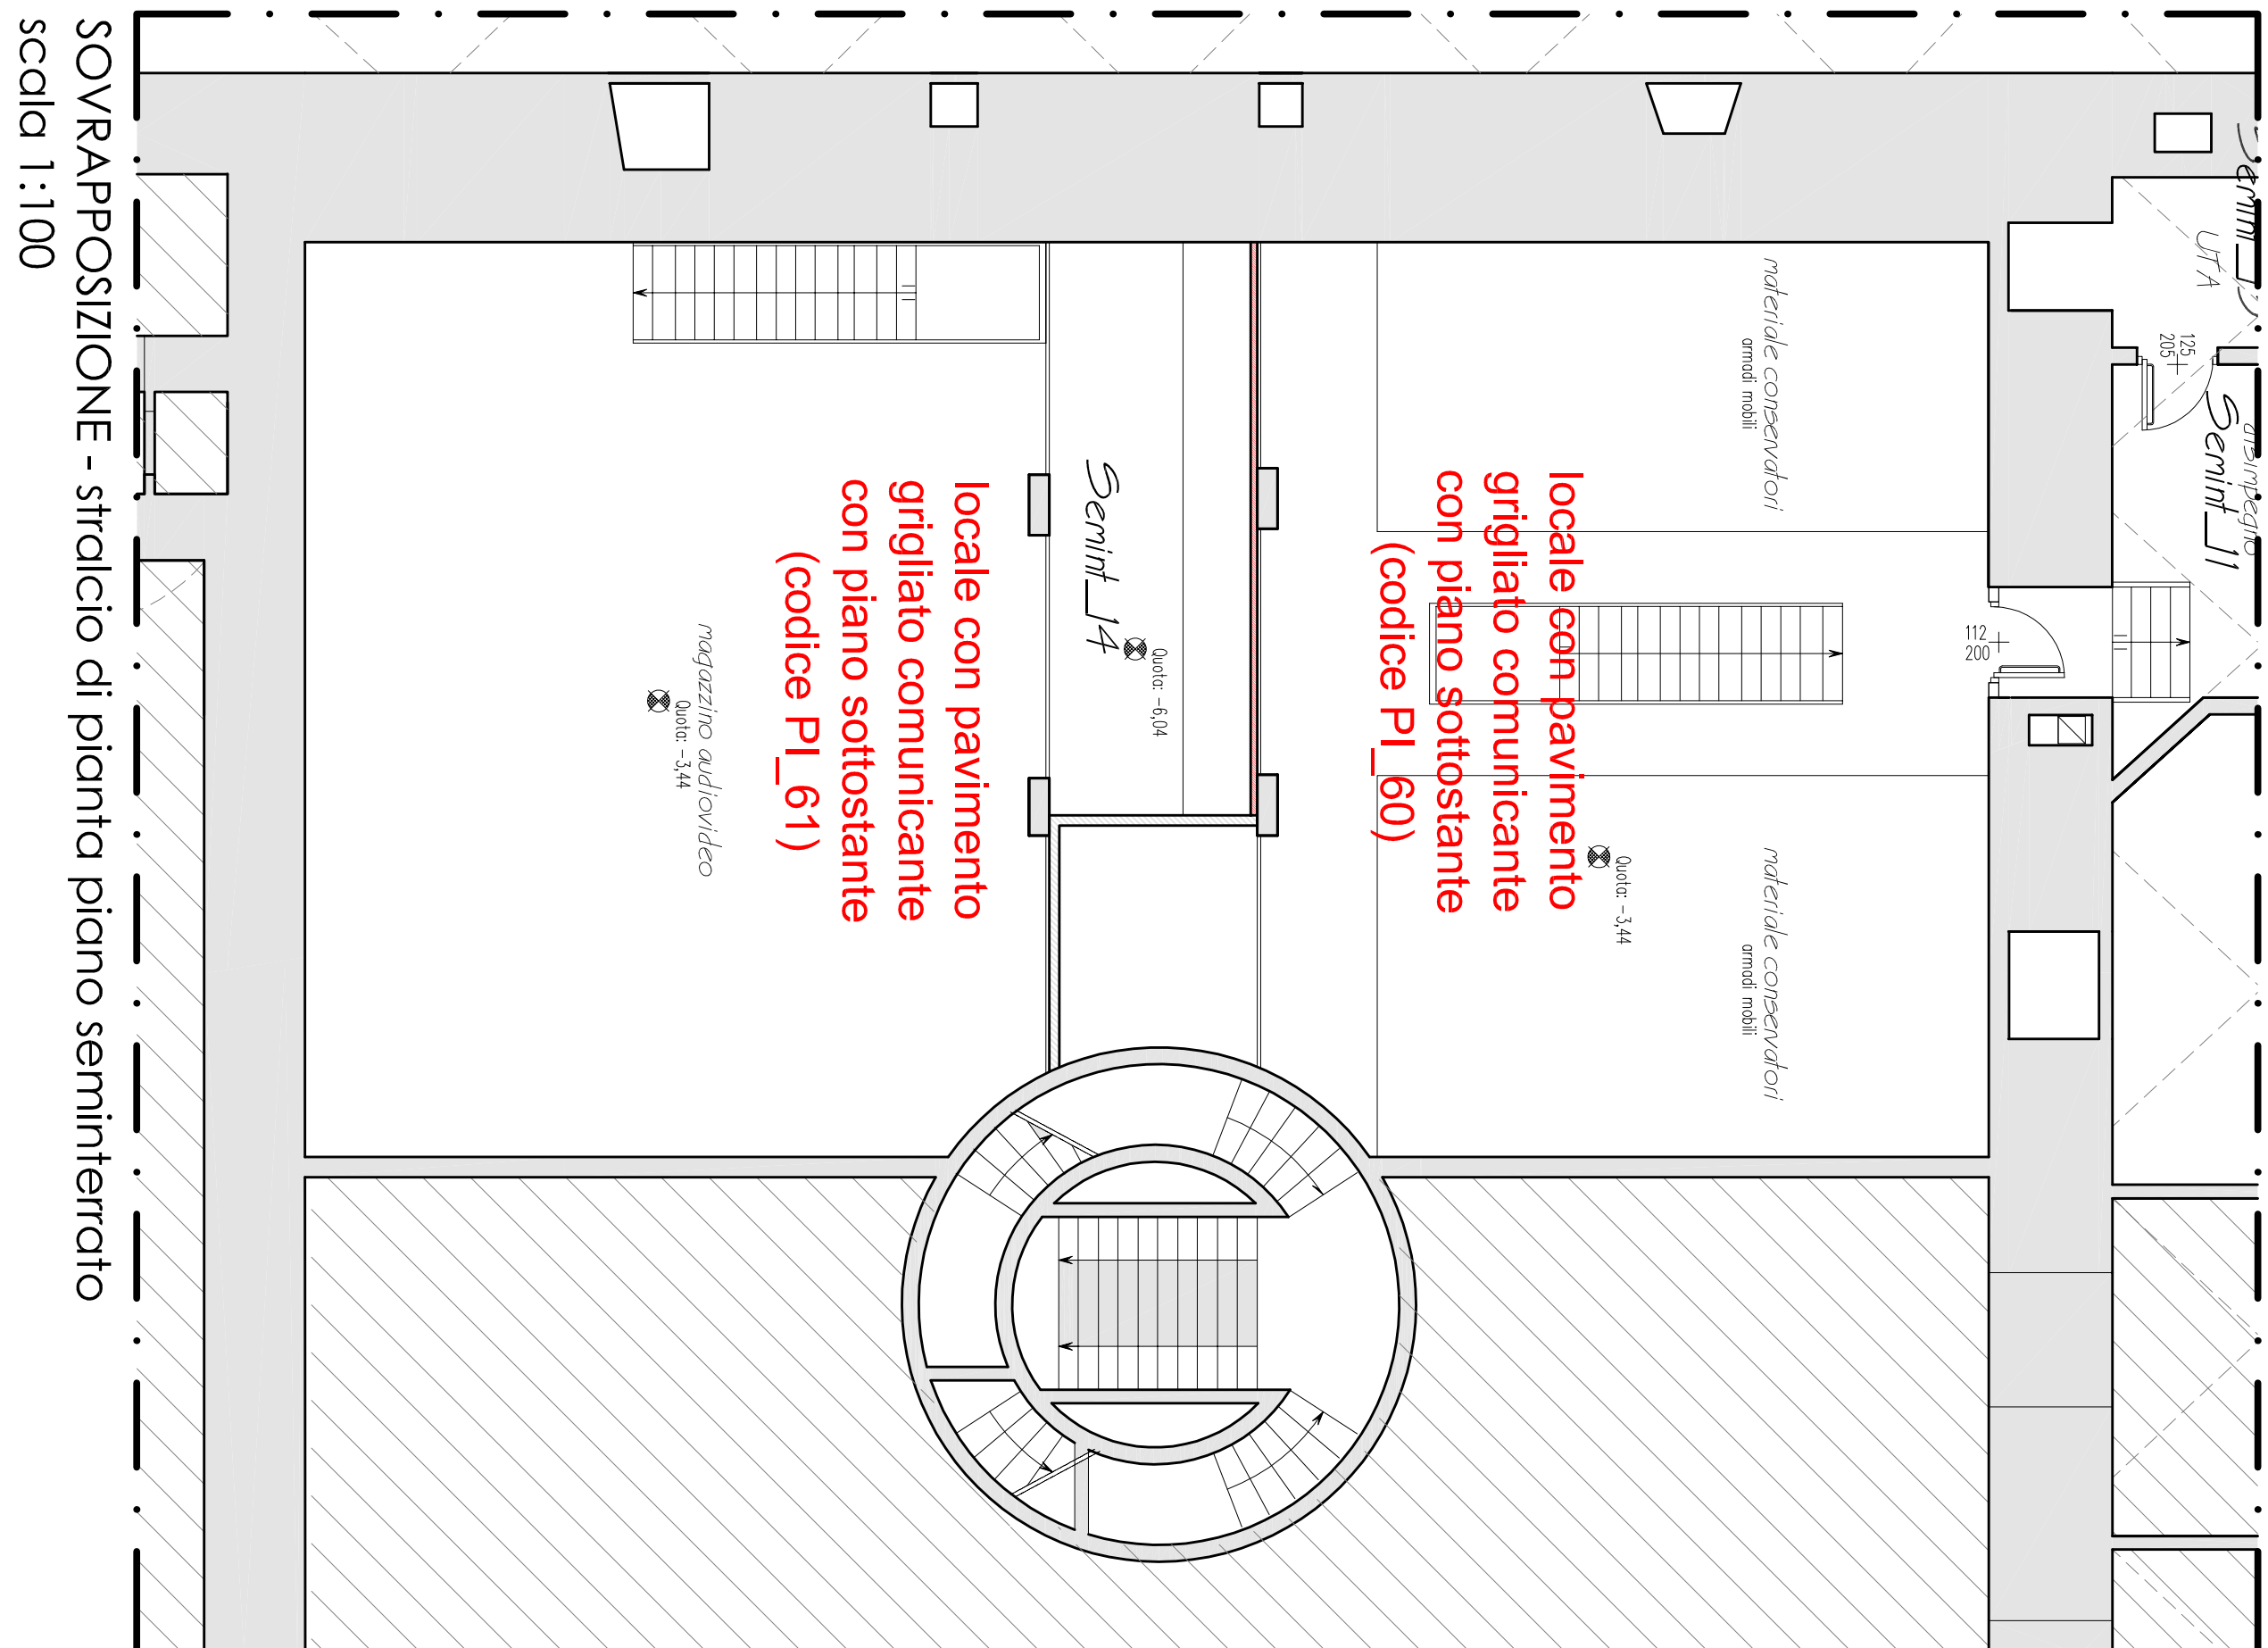 SOVRAPPOSIZIONE - stralcio di pianta piano seminterrato
scala 1:100
UTA
125
205
disimpegno
Semint_11
112
200
materiale conservatori
armadi mobili
materiale conservatori
armadi mobili
Quota: -3,44
locale con pavimento
grigliato comunicante
con piano sottostante
(codice PI_60)
Quota: -6,04
Semint_14
locale con pavimento
grigliato comunicante
con piano sottostante
(codice PI_61)
magazzino audiovideo
Quota: -3,44